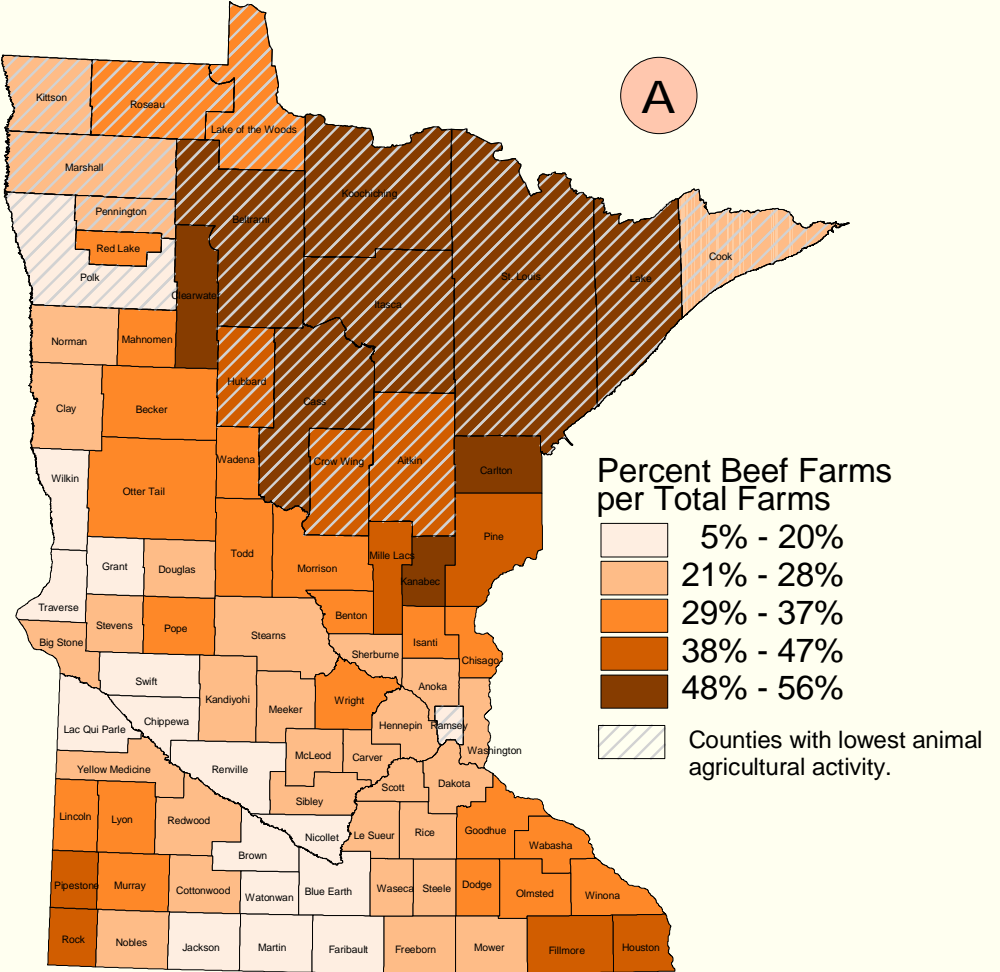 A
Kittson
Roseau
Lake of the Woods
Marshall
Koochiching
Pennington
Beltrami
Red Lake
Cook
Polk
St. Louis
Lake
Clearwater
Itasca
Norman
Mahnomen
Hubbard
Cass
Clay
Becker
Wadena
Crow Wing
Aitkin
Carlton
Wilkin
Otter Tail
Percent Beef Farms
per Total Farms
5% - 20%
21% - 28%
29% - 37%
38% - 47%
48% - 56%
Counties with lowest animal
agricultural activity.
Pine
Todd
Morrison
Mille Lacs
Kanabec
Grant
Douglas
Traverse
Benton
Stevens
Pope
Stearns
Isanti
Big Stone
Sherburne
Chisago
Swift
Anoka
Kandiyohi
Meeker
Wright
Lac Qui Parle
Chippewa
Hennepin
Ramsey
Washington
Yellow Medicine
Renville
McLeod
Carver
Scott
Dakota
Sibley
Lincoln
Lyon
Redwood
Nicollet
Le Sueur
Rice
Goodhue
Wabasha
Brown
Pipestone
Murray
Cottonwood
Watonwan
Blue Earth
Waseca
Steele
Dodge
Olmsted
Winona
Rock
Nobles
Jackson
Martin
Faribault
Freeborn
Mower
Fillmore
Houston